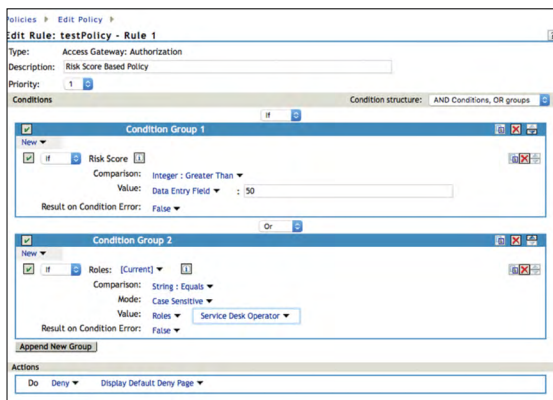 Policies Edit Policy
Edit Rule: testPolicy - Rule 1
Type: Access Gateway: Authorization
Description: Risk Score Based Policy
Priority: 1
Conditions Condition structure: AND Conditions, OR groups
If
Condition Group 1
New
If Risk Score
Comparison: Integer : Greater Than
Value: Data Entry Field : 50
Result on Condition Error: False
Or
Condition Group 2
New
If Roles: [Current]
Comparison: String : Equals
Mode: Case Sensitive
Value: Roles Service Desk Operator
Result on Condition Error: False
Append New Group
Actions
Do Deny Display Default Deny Page